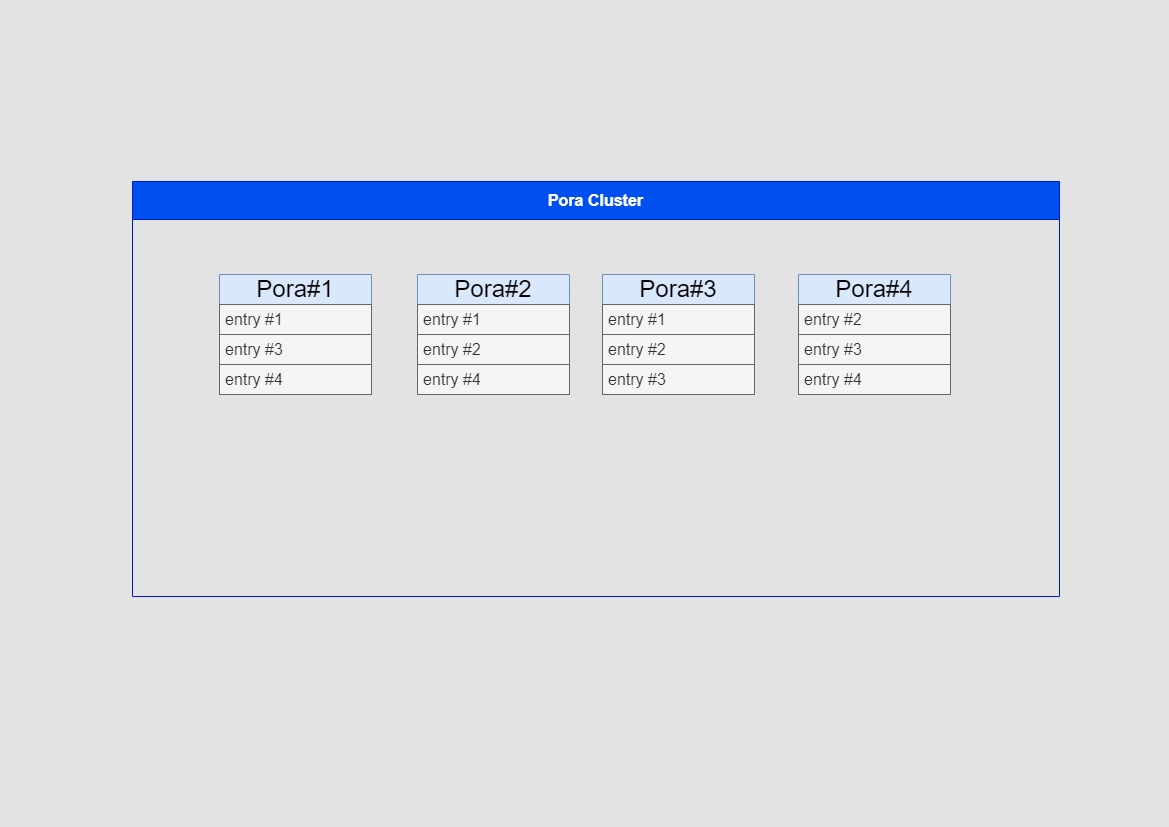 Pora Cluster
Pora#1
entry #1
entry #3
entry #4
Pora#2
entry #1
entry #2
entry #4
Pora#3
entry #1
entry #2
entry #3
Pora#4
entry #2
entry #3
entry #4